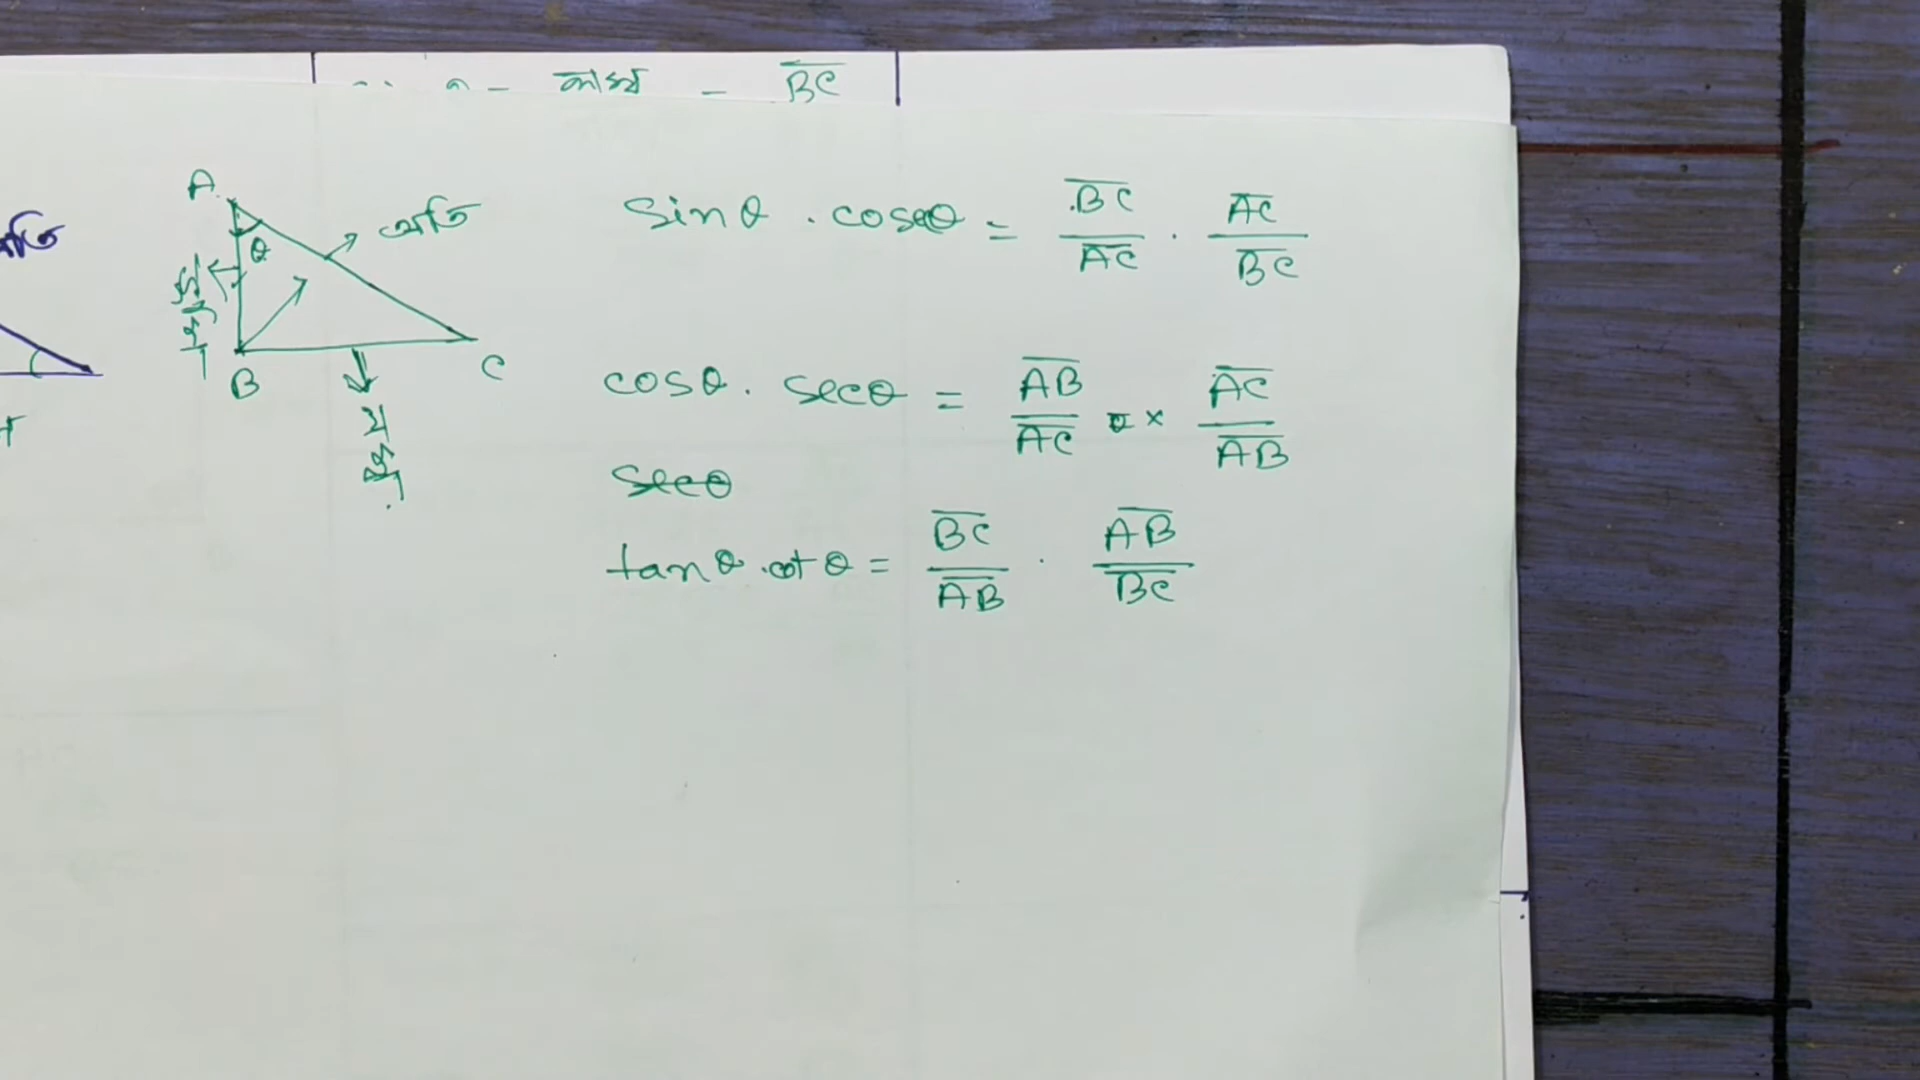 লম্ব - BC
A
θ
অতি
B
C
sinθ . cosecθ = BC/AC . AC/BC
cosθ . secθ = AB/AC × AC/AB
secθ
tanθ . cotθ = BC/AB . AB/BC